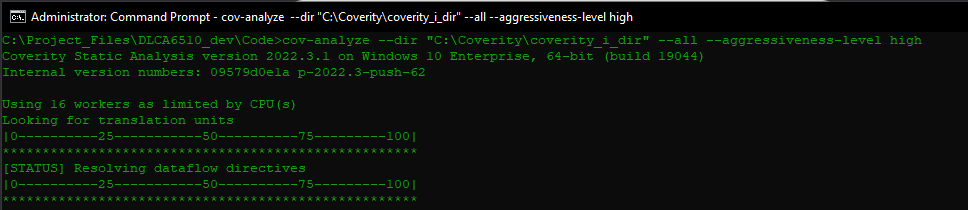 Administrator: Command Prompt - cov-analyze --dir "C:\Coverity\coverity_i_dir" --all --aggressiveness-level high
C:\Project_Files\DLCA6510_dev\Code>cov-analyze --dir "C:\Coverity\coverity_i_dir" --all --aggressiveness-level high
Coverity Static Analysis version 2022.3.1 on Windows 10 Enterprise, 64-bit (build 19044)
Internal version numbers: 09579d0e1a p-2022.3-push-62
Using 16 workers as limited by CPU(s)
Looking for translation units
|0----------25-----------50----------75---------100|
****************************************************
[STATUS] Resolving dataflow directives
|0----------25-----------50----------75---------100|
****************************************************